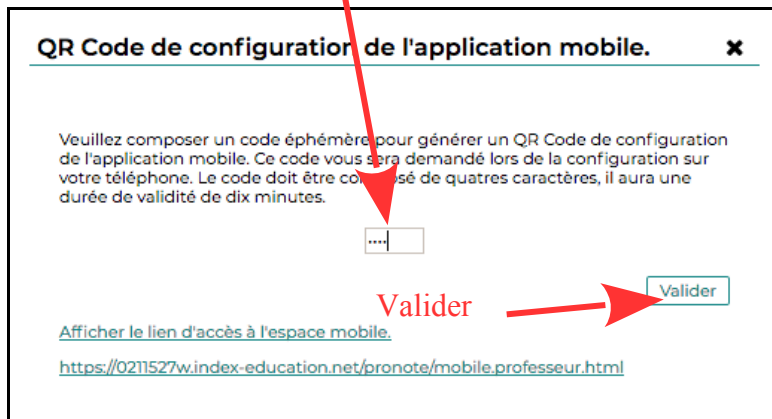 QR Code de configuration de l'application mobile. ✖
Veuillez composer un code éphémère pour générer un QR Code de configuration
de l'application mobile. Ce code vous sera demandé lors de la configuration sur
votre téléphone. Le code doit être composé de quatres caractères, il aura une
durée de validité de dix minutes.
····
Valider
Valider
Afficher le lien d'accès à l'espace mobile.
https://0211527w.index-education.net/pronote/mobile.professeur.html